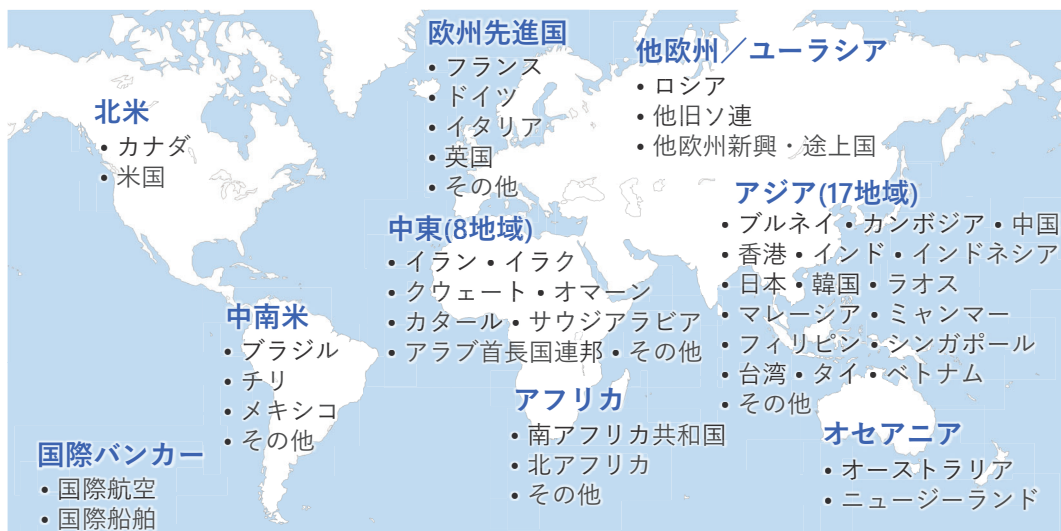 北米
• カナダ
• 米国
欧州先進国
• フランス
• ドイツ
• イタリア
• 英国
• その他
他欧州／ユーラシア
• ロシア
• 他旧ソ連
• 他欧州新興・途上国
中東(8地域)
• イラン • イラク
• クウェート • オマーン
• カタール • サウジアラビア
• アラブ首長国連邦 • その他
アジア(17地域)
• ブルネイ • カンボジア • 中国
• 香港 • インド • インドネシア
• 日本 • 韓国 • ラオス
• マレーシア • ミャンマー
• フィリピン • シンガポール
• 台湾 • タイ • ベトナム
• その他
中南米
• ブラジル
• チリ
• メキシコ
• その他
アフリカ
• 南アフリカ共和国
• 北アフリカ
• その他
オセアニア
• オーストラリア
• ニュージーランド
国際バンカー
• 国際航空
• 国際船舶